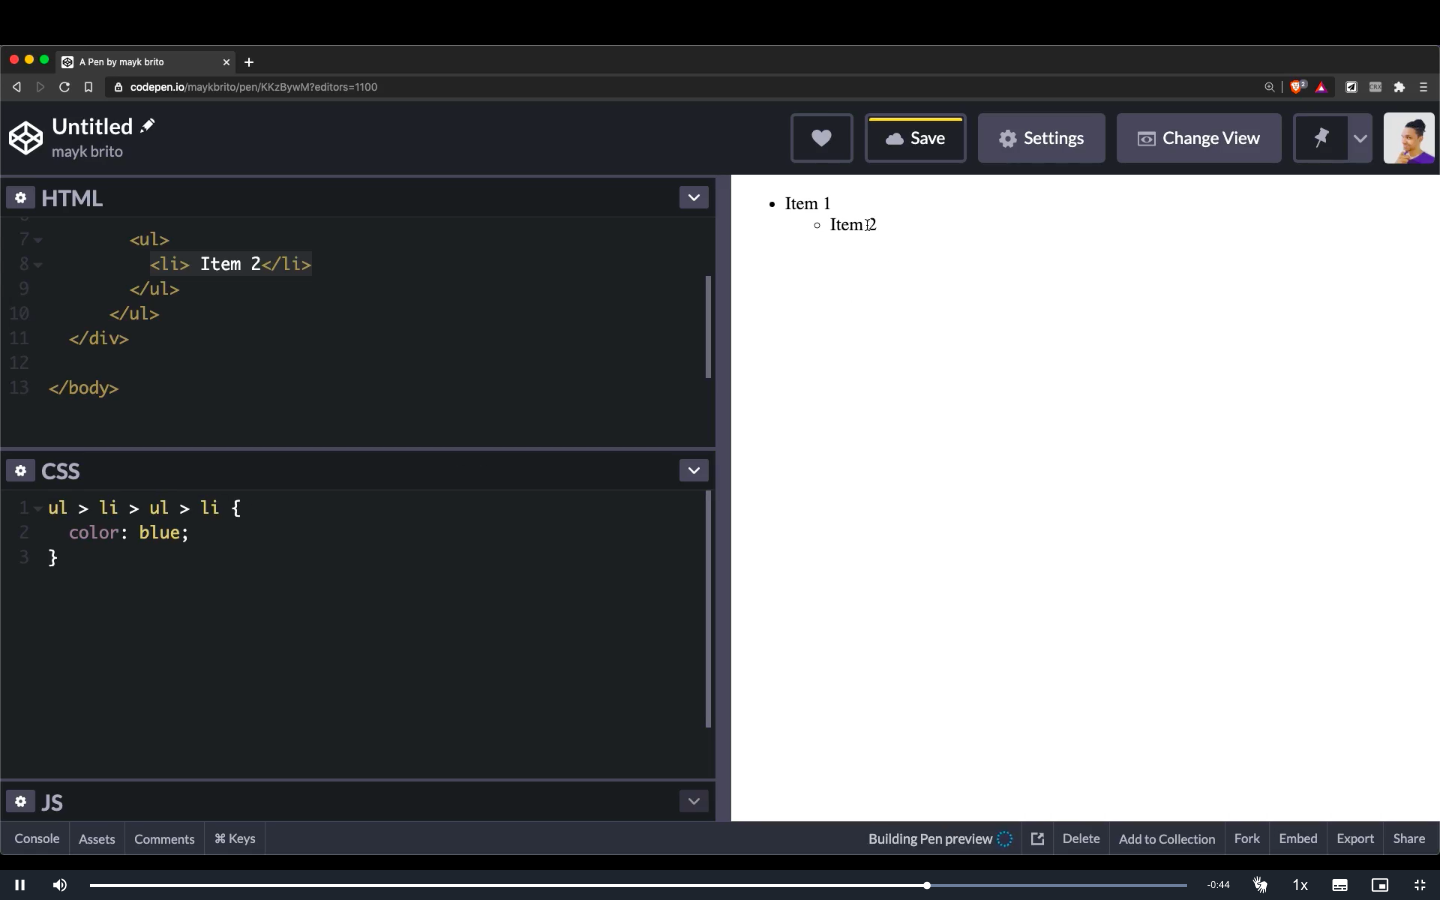 A Pen by mayk brito
codepen.io/maykbrito/pen/KKzBywM?editors=1100
Untitled
mayk brito
Save
Settings
Change View
HTML
7 <ul>
8 <li> Item 2</li>
9 </ul>
10 </ul>
11 </div>
12
13 </body>
CSS
1 ul > li > ul > li {
2 color: blue;
3 }
JS
Item 1
Item 2
Console Assets Comments ⌘ Keys
Building Pen preview Delete Add to Collection Fork Embed Export Share
-0:44 1x